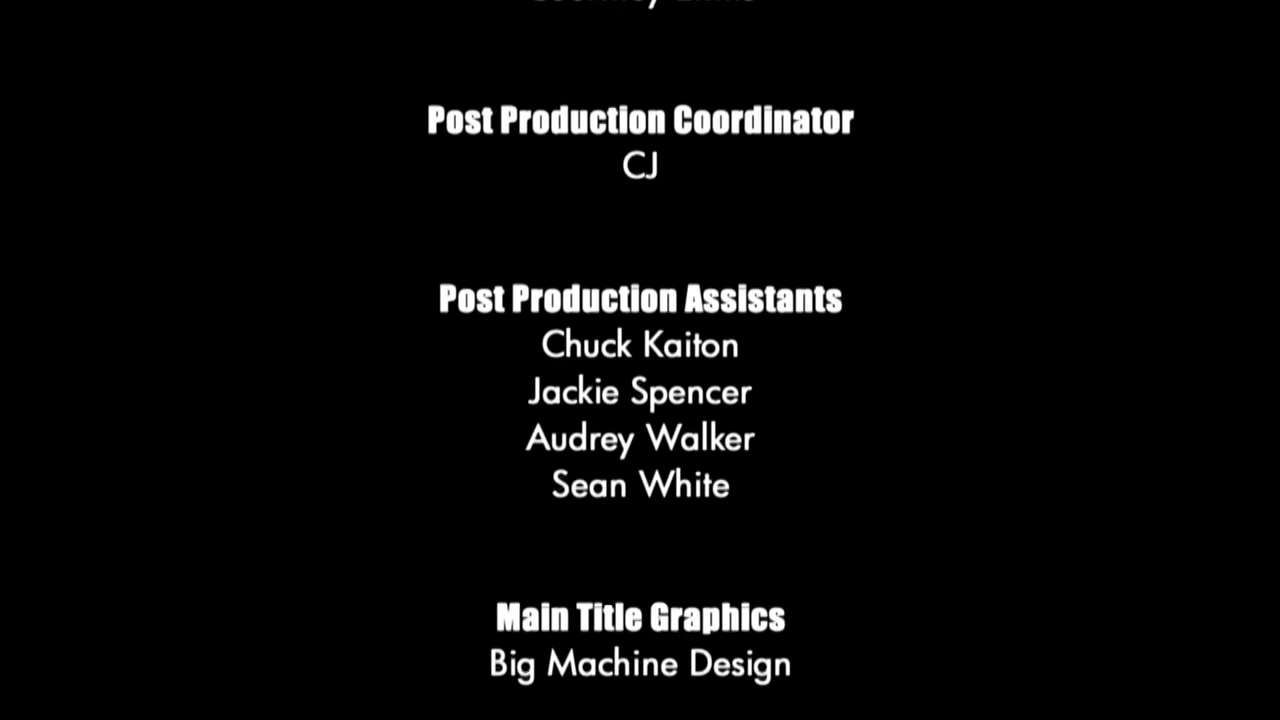 Post Production Coordinator
CJ
Post Production Assistants
Chuck Kaiton
Jackie Spencer
Audrey Walker
Sean White
Main Title Graphics
Big Machine Design